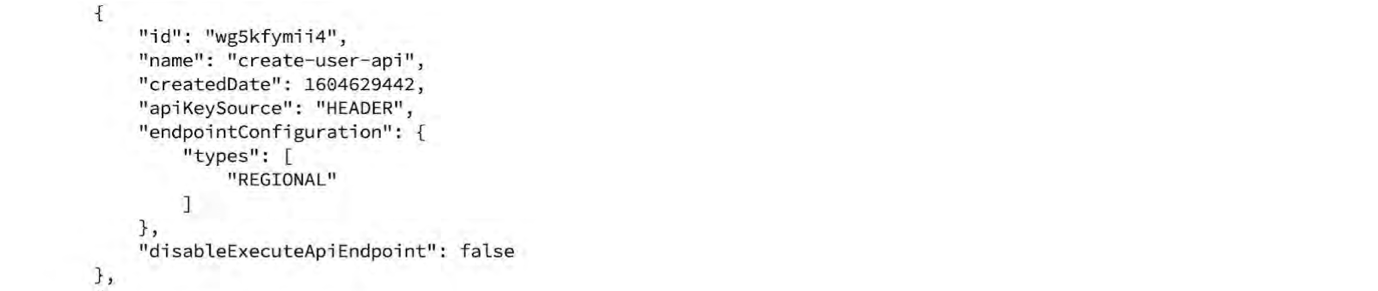 {
"id": "wg5kfymii4",
"name": "create-user-api",
"createdDate": 1604629442,
"apiKeySource": "HEADER",
"endpointConfiguration": {
"types": [
"REGIONAL"
]
},
"disableExecuteApiEndpoint": false
},